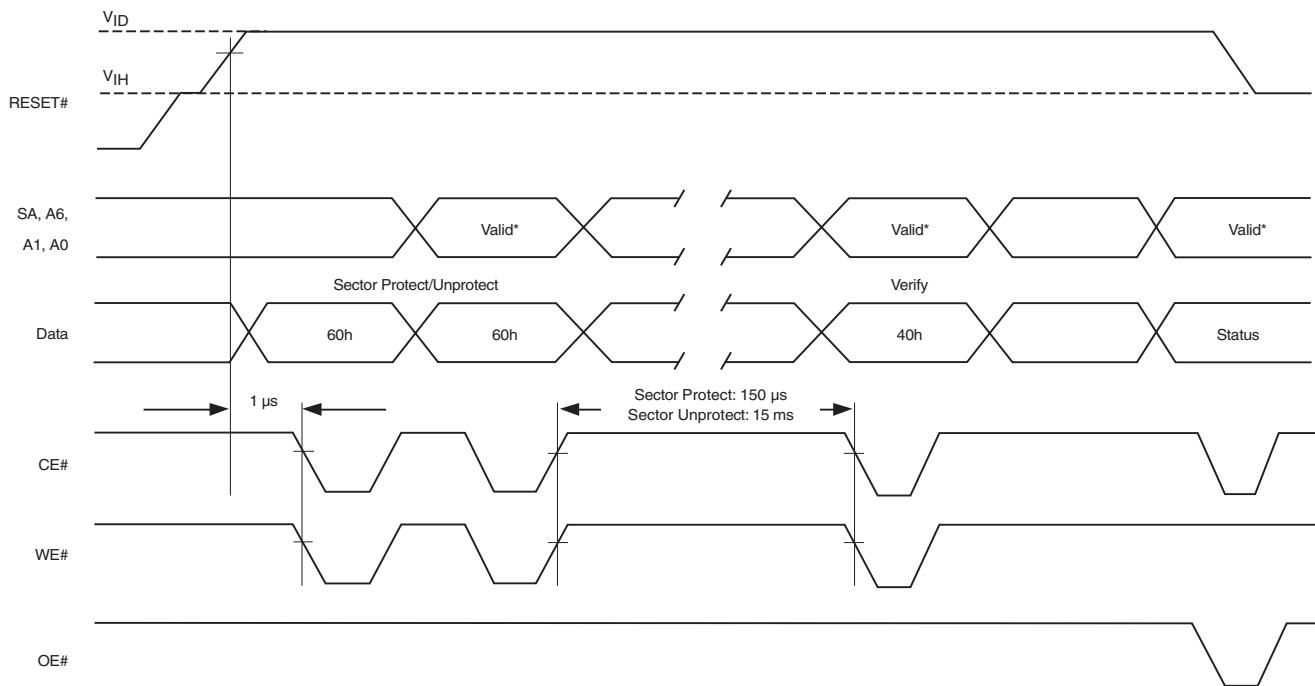 VID
VIH
RESET#
SA, A6,
A1, A0
Valid*
Valid*
Valid*
Sector Protect/Unprotect
Verify
Data
60h
60h
40h
Status
1 µs
Sector Protect: 150 µs
Sector Unprotect: 15 ms
CE#
WE#
OE#